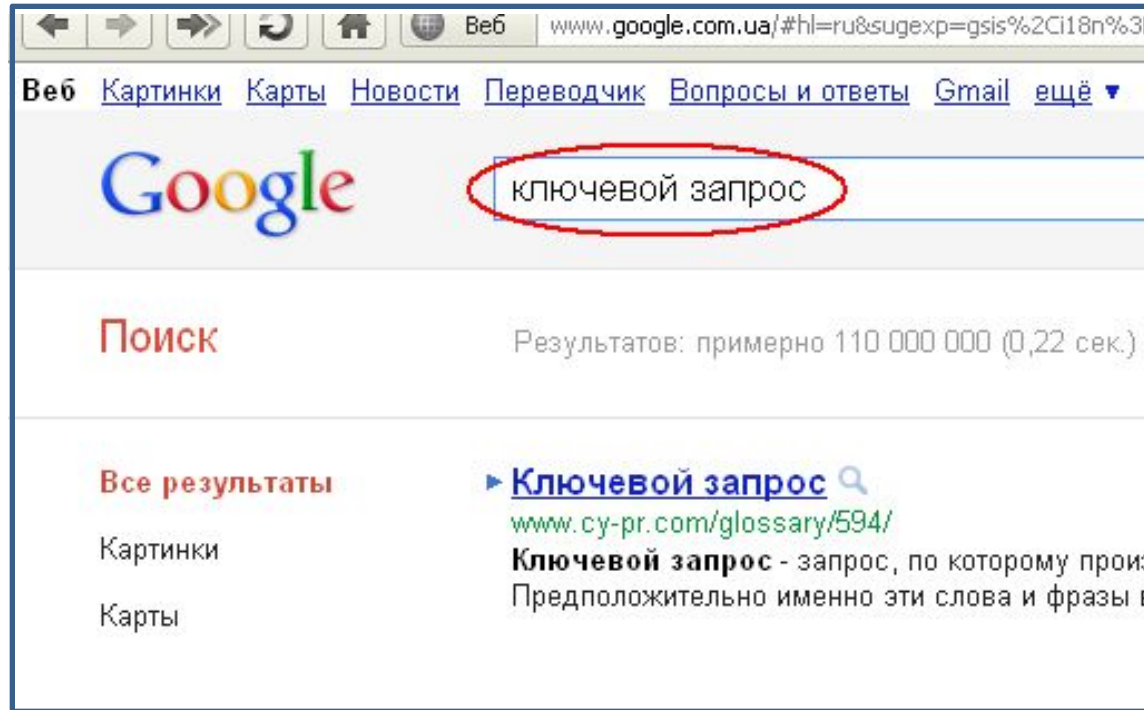 Веб www.google.com.ua/#hl=ru&sugexp=gsis%2Ci18n%3
Веб Картинки Карты Новости Переводчик Вопросы и ответы Gmail ещё ▼
Google ключевой запрос
Поиск Результатов: примерно 110 000 000 (0,22 сек.)
Все результаты
Картинки
Карты
Ключевой запрос
www.cy-pr.com/glossary/594/
Ключевой запрос - запрос, по которому прои
Предположительно именно эти слова и фразы в